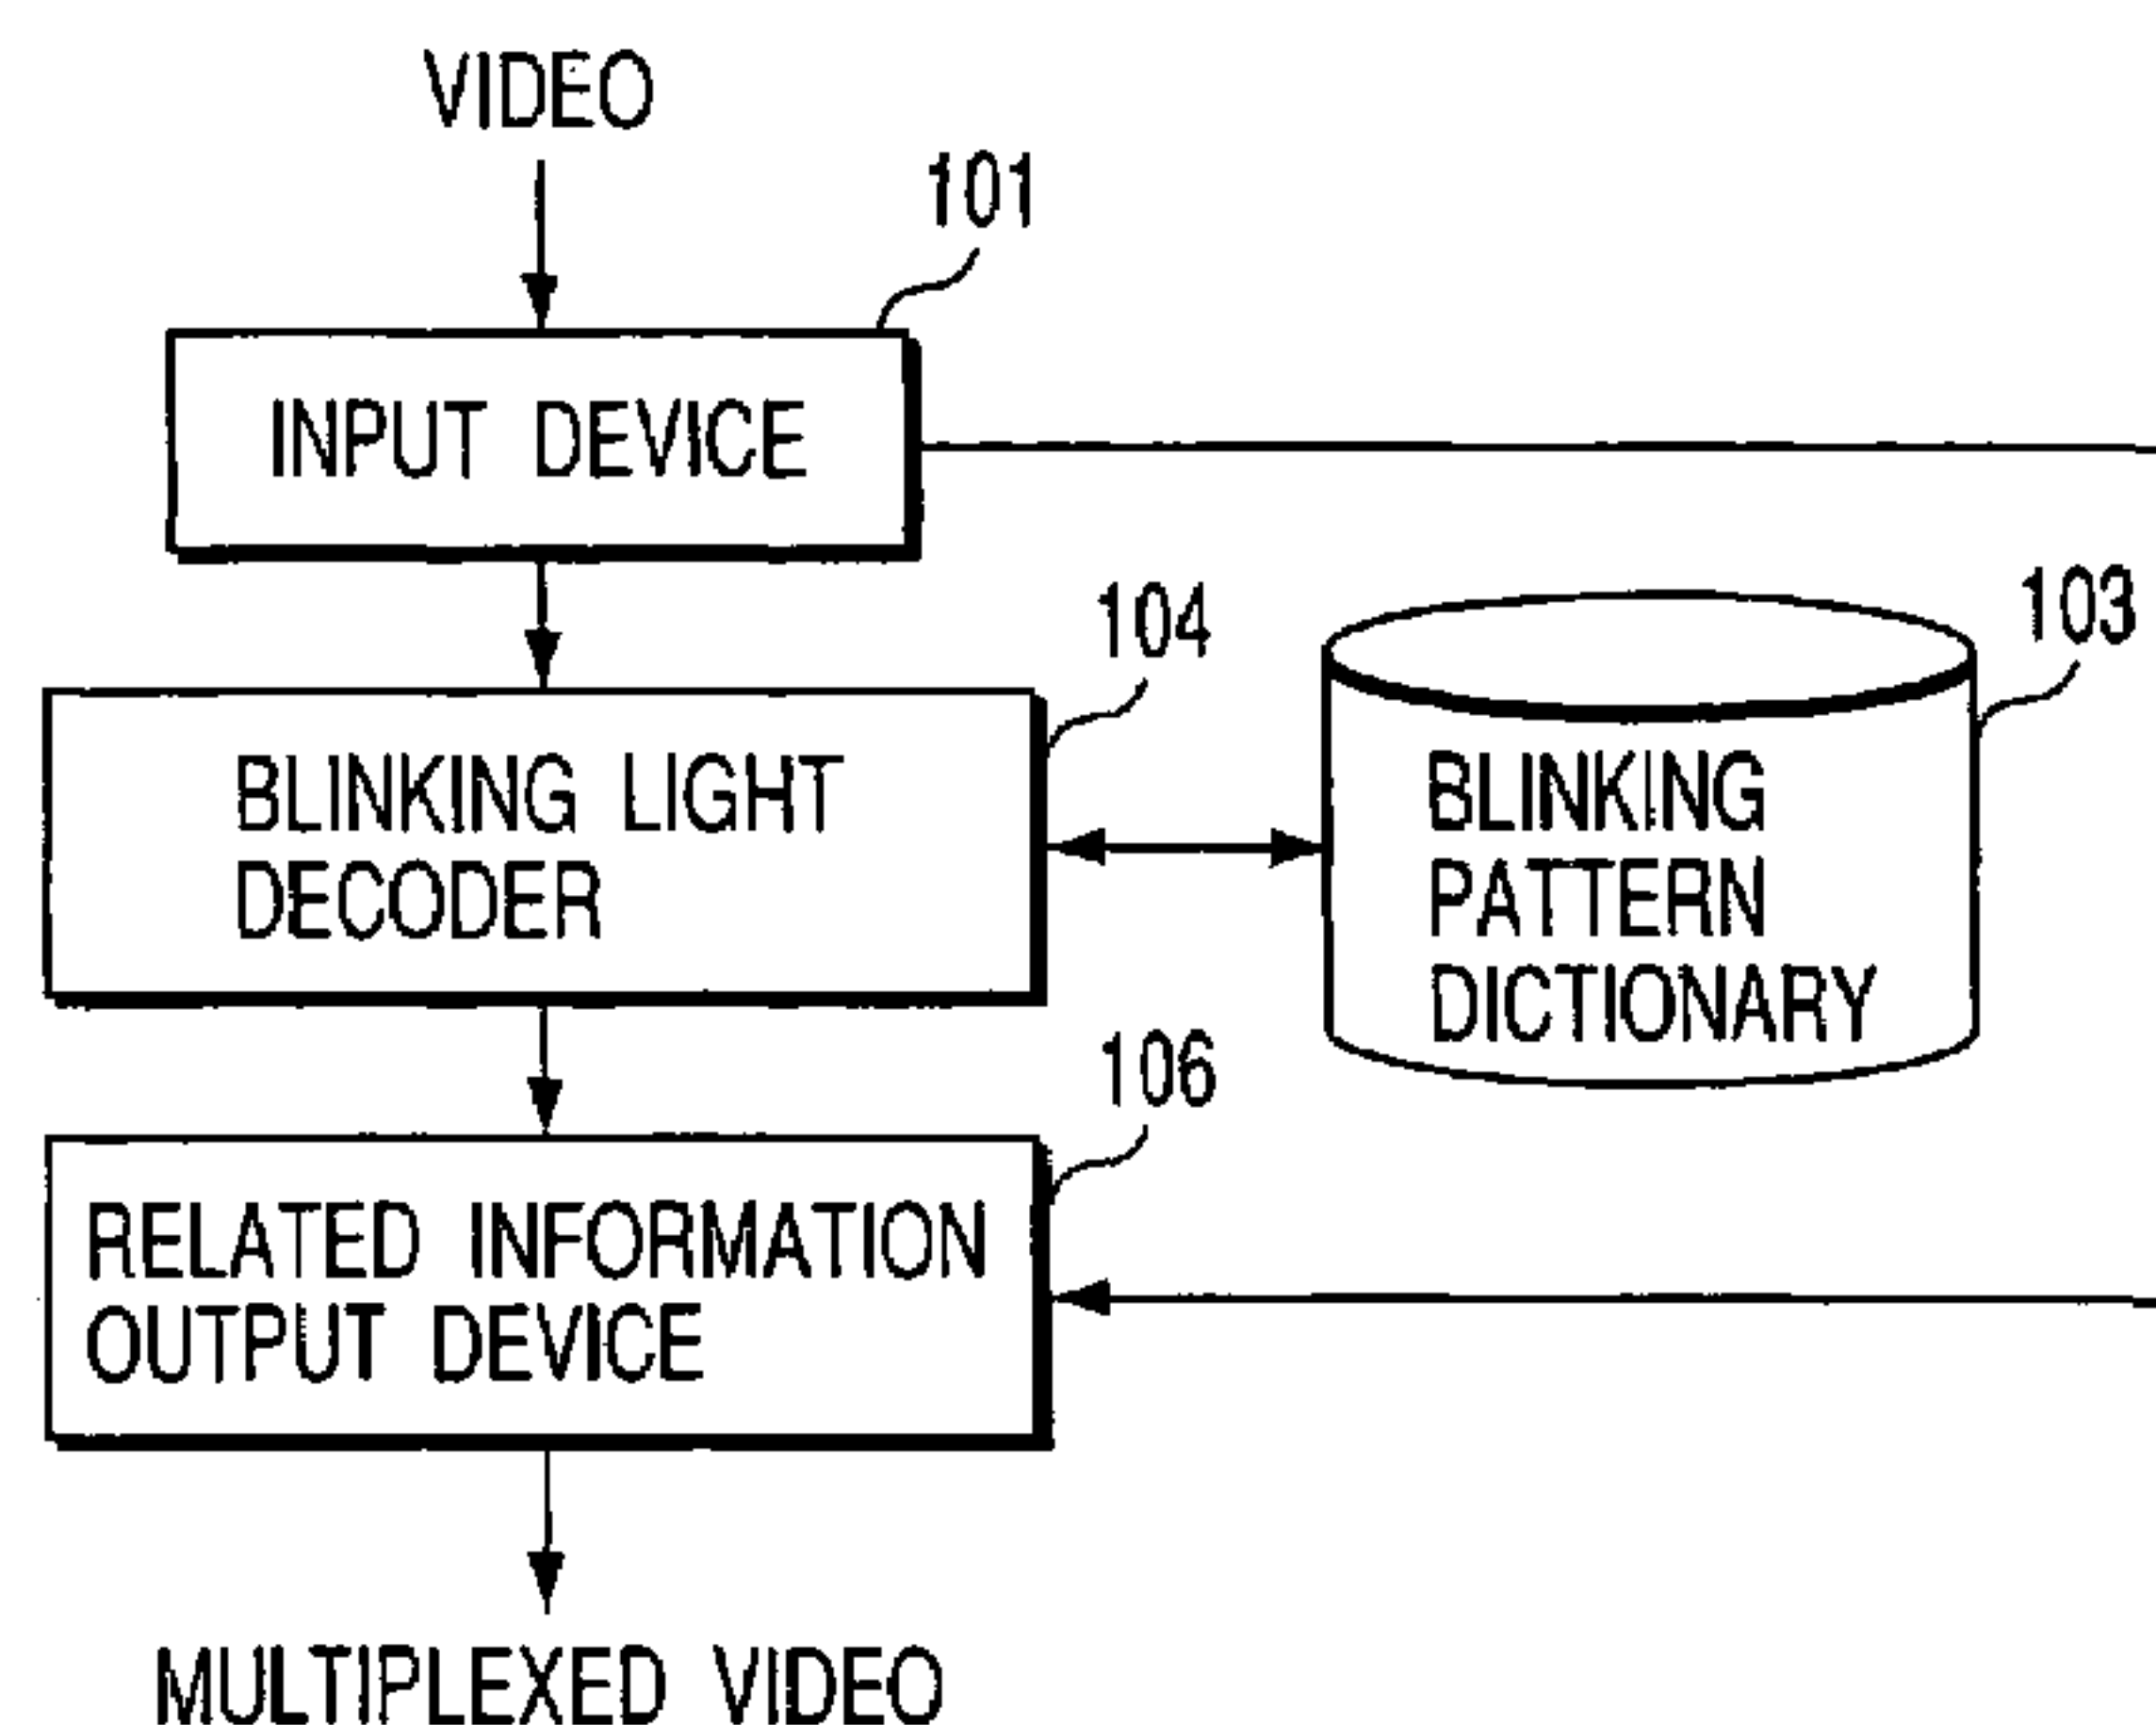 VIDEO
101
INPUT DEVICE
104
103
BLINKING LIGHT
DECODER
BLINKING
PATTERN
DICTIONARY
106
RELATED INFORMATION
OUTPUT DEVICE
MULTIPLEXED VIDEO